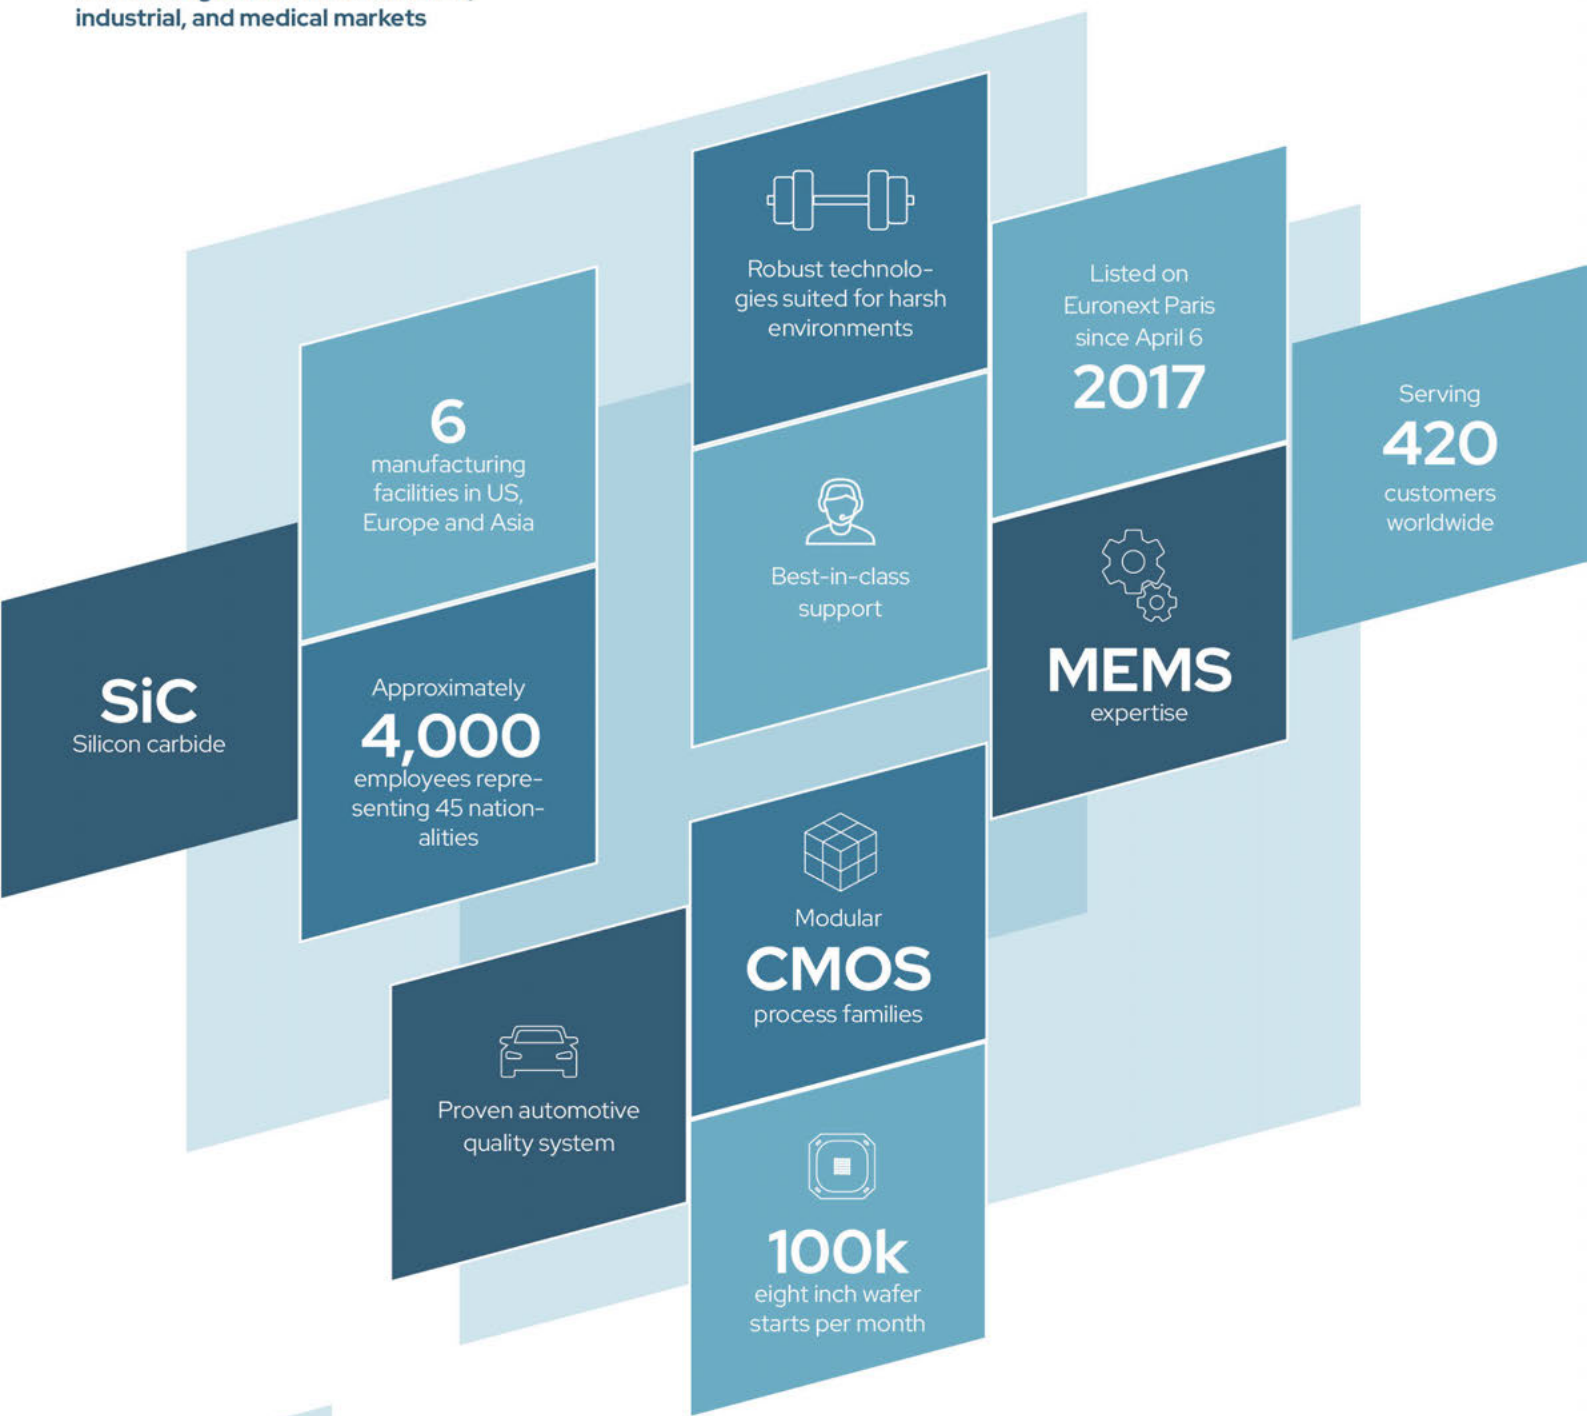 industrial, and medical markets
Robust technolo-
gies suited for harsh
environments
Listed on
Euronext Paris
since April 6
2017
Serving
420
customers
worldwide
6
manufacturing
facilities in US,
Europe and Asia
Best-in-class
support
MEMS
expertise
SiC
Silicon carbide
Approximately
4,000
employees repre-
senting 45 nation-
alities
Modular
CMOS
process families
Proven automotive
quality system
100k
eight inch wafer
starts per month